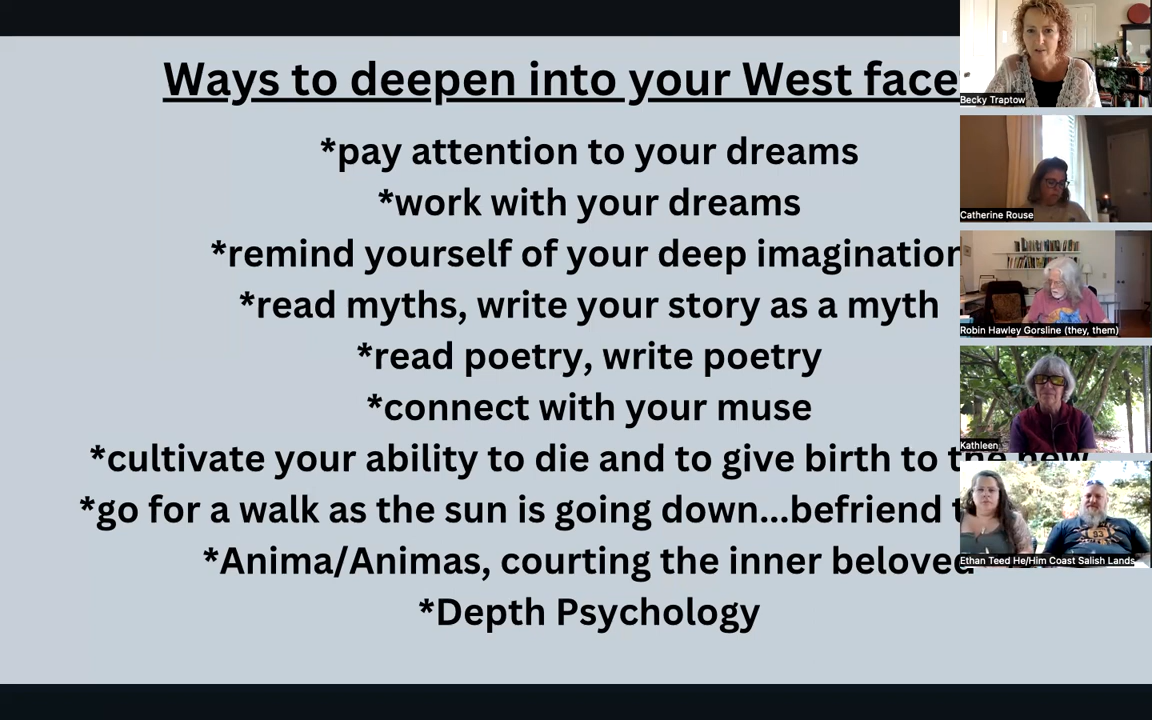 Ways to deepen into your West face
*pay attention to your dreams
*work with your dreams
*remind yourself of your deep imagination
*read myths, write your story as a myth
*read poetry, write poetry
*connect with your muse
*cultivate your ability to die and to give birth to the new
*go for a walk as the sun is going down...befriend
*Anima/Animas, courting the inner beloved
*Depth Psychology
Becky Traptow
Catherine Rouse
Robin Hawley Gorsline (they, them)
Kathleen
Ethan Teed He/Him Coast Salish Lands